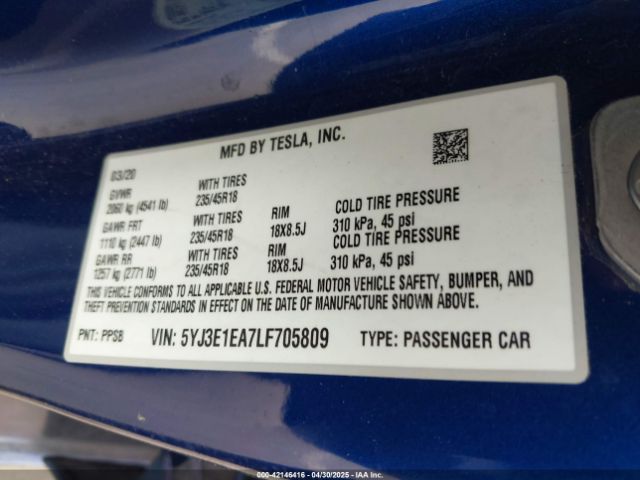 MFD BY TESLA, INC.
03/20
GVWR WITH TIRES
2060 kg (4541 lb) 235/45R18 RIM COLD TIRE PRESSURE
GAWR FRT WITH TIRES 18X8.5J 310 kPa, 45 psi
1110 kg (2447 lb) 235/45R18 RIM COLD TIRE PRESSURE
GAWR RR WITH TIRES 18X8.5J 310 kPa, 45 psi
1257 kg (2771 lb) 235/45R18
THIS VEHICLE CONFORMS TO ALL APPLICABLE U.S. FEDERAL MOTOR VEHICLE SAFETY, BUMPER, AND
THEFT PREVENTION STANDARDS IN EFFECT ON THE DATE OF MANUFACTURE SHOWN ABOVE.
PNT: PPSB VIN: 5YJ3E1EA7LF705809 TYPE: PASSENGER CAR
000-42146416 - 04/30/2025 - IAA Inc.